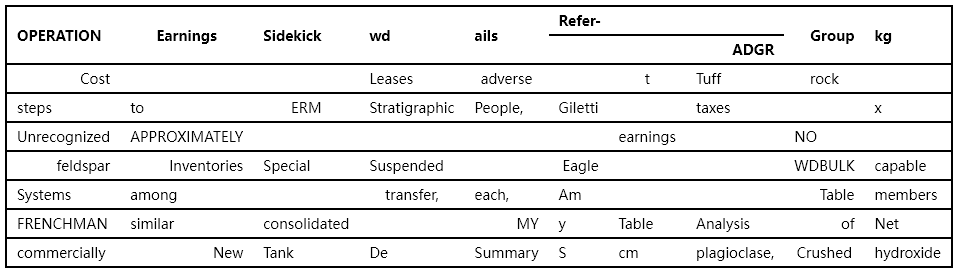 OPERATION Earnings Sidekick wd ails Refer- Group kg
ADGR
Cost Leases adverse t Tuff rock
steps to ERM Stratigraphic People, Giletti taxes x
Unrecognized APPROXIMATELY earnings NO
feldspar Inventories Special Suspended Eagle WDBULK capable
Systems among transfer, each, Am Table members
FRENCHMAN similar consolidated MY y Table Analysis of Net
commercially New Tank De Summary S cm plagioclase, Crushed hydroxide